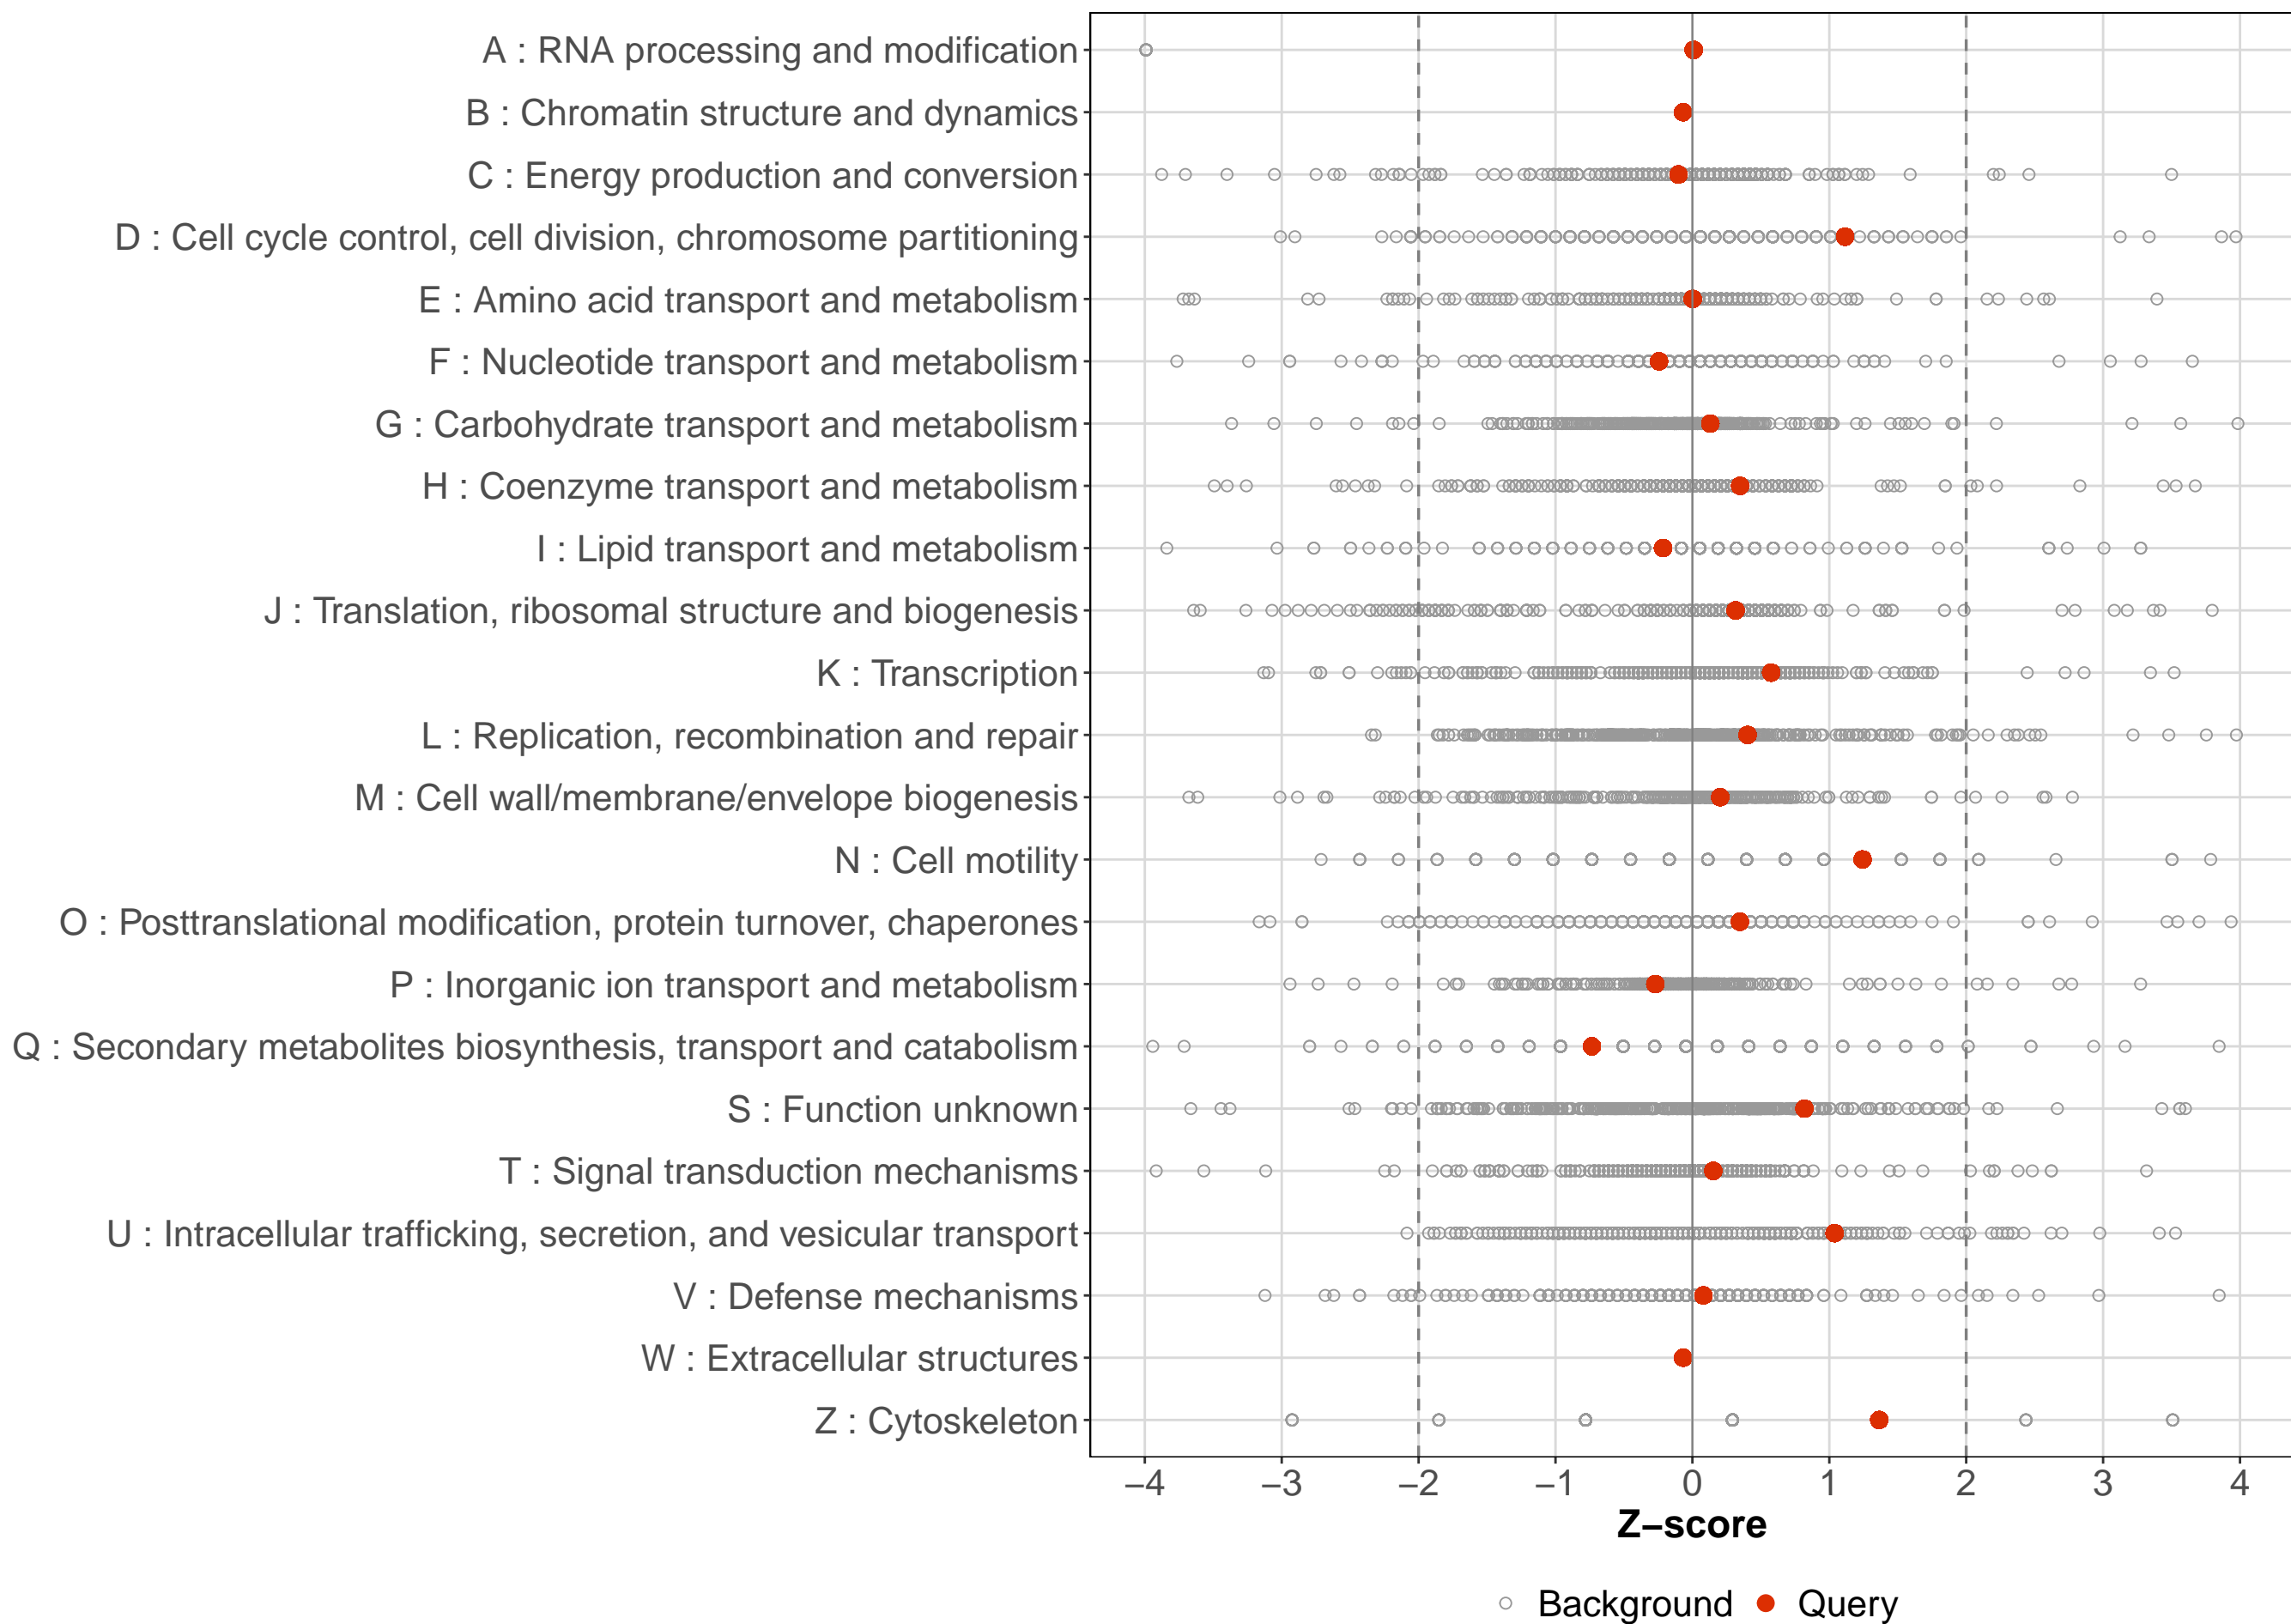 A : RNA processing and modification
B : Chromatin structure and dynamics
C : Energy production and conversion
D : Cell cycle control, cell division, chromosome partitioning
E : Amino acid transport and metabolism
F : Nucleotide transport and metabolism
G : Carbohydrate transport and metabolism
H : Coenzyme transport and metabolism
I : Lipid transport and metabolism
J : Translation, ribosomal structure and biogenesis
K : Transcription
L : Replication, recombination and repair
M : Cell wall/membrane/envelope biogenesis
N : Cell motility
O : Posttranslational modification, protein turnover, chaperones
P : Inorganic ion transport and metabolism
Q : Secondary metabolites biosynthesis, transport and catabolism
S : Function unknown
T : Signal transduction mechanisms
U : Intracellular trafficking, secretion, and vesicular transport
V : Defense mechanisms
W : Extracellular structures
Z : Cytoskeleton
−4 −3 −2 −1 0 1 2 3 4
Z−score
Background Query